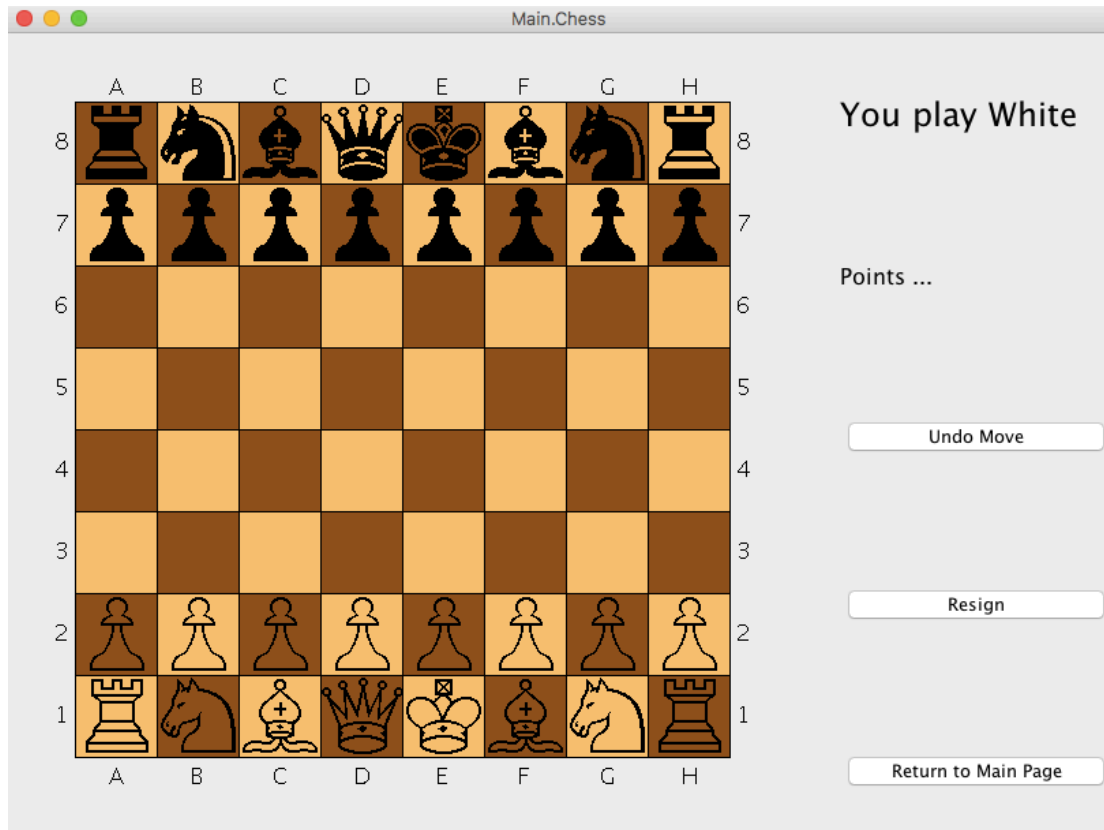 Main.Chess
A B C D E F G H
8 8
You play White
7 7
Points ...
6 6
5 5
Undo Move
4 4
3 3
Resign
2 2
1 1
Return to Main Page
A B C D E F G H